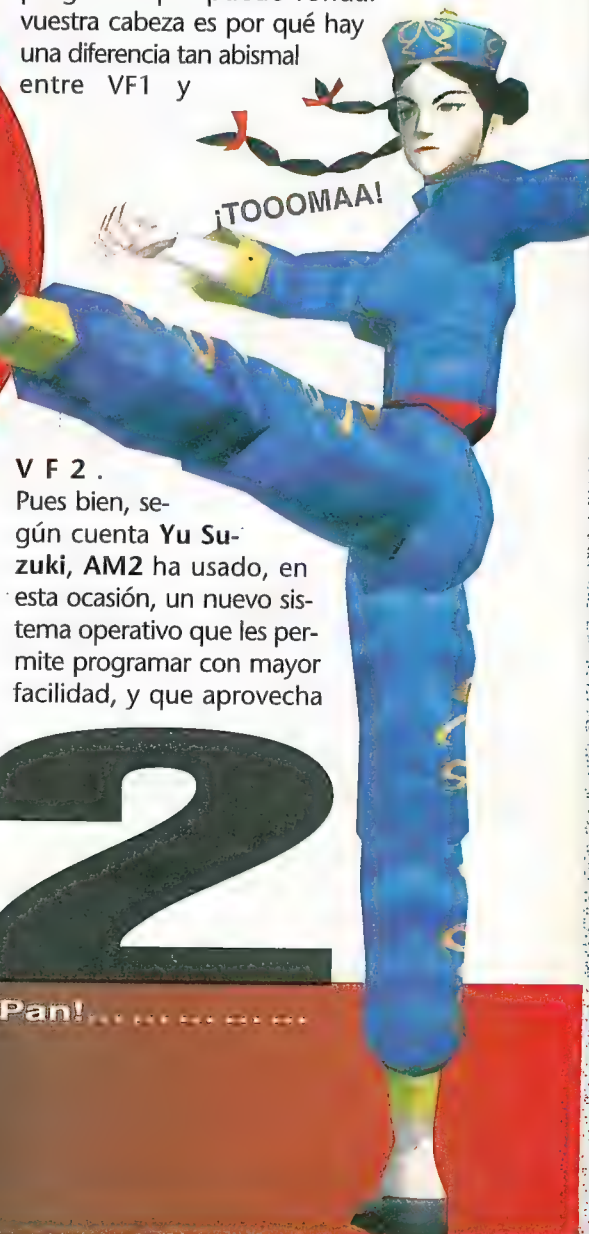 vuestra cabeza es por qué hay
una diferencia tan abismal
entre VF1 y
¡TOOOMAA!
V F 2 .
Pues bien, se-
gún cuenta Yu Su-
zuki, AM2 ha usado, en
esta ocasión, un nuevo sis-
tema operativo que les per-
mite programar con mayor
facilidad, y que aprovecha
2
Pan!